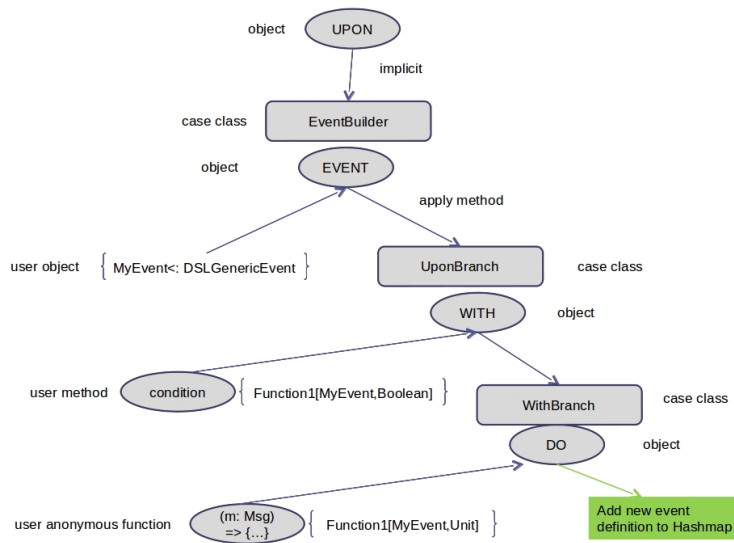 object UPON
implicit
case class EventBuilder
object EVENT
apply method
user object { MyEvent<: DSLGenericEvent }
UponBranch case class
WITH object
user method condition { Function1[MyEvent,Boolean] }
WithBranch case class
DO object
user anonymous function (m: Msg)
=> {...} { Function1[MyEvent,Unit] }
Add new event
definition to Hashmap